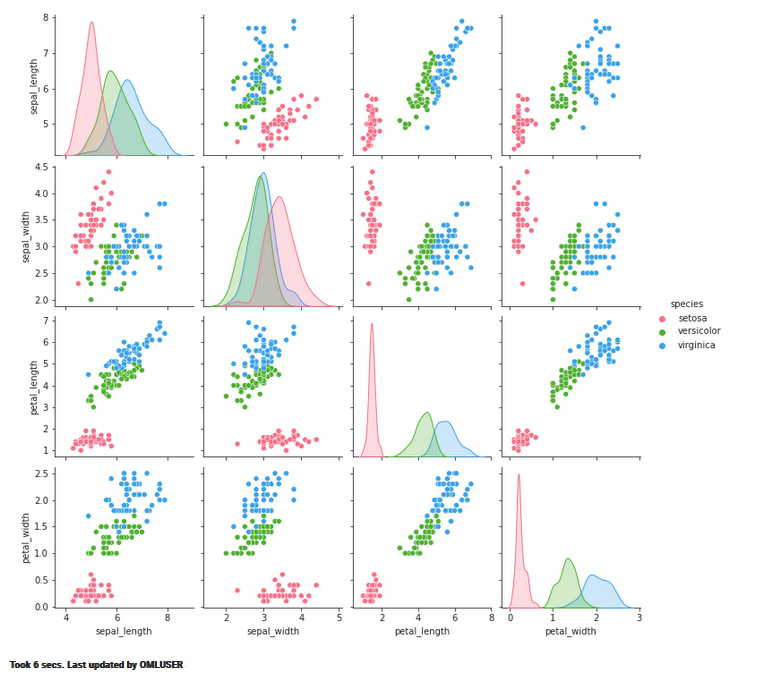 8
7
6
5
sepal_length
4.5
4.0
3.5
3.0
2.5
2.0
sepal_width
7
6
5
4
3
2
1
petal_length
2.5
2.0
1.5
1.0
0.5
0.0
petal_width
4 6 8
sepal_length
2 3 4 5
sepal_width
2 4 6 8
petal_length
0 1 2 3
petal_width
species
setosa
versicolor
virginica
Took 6 secs. Last updated by OMLUSER